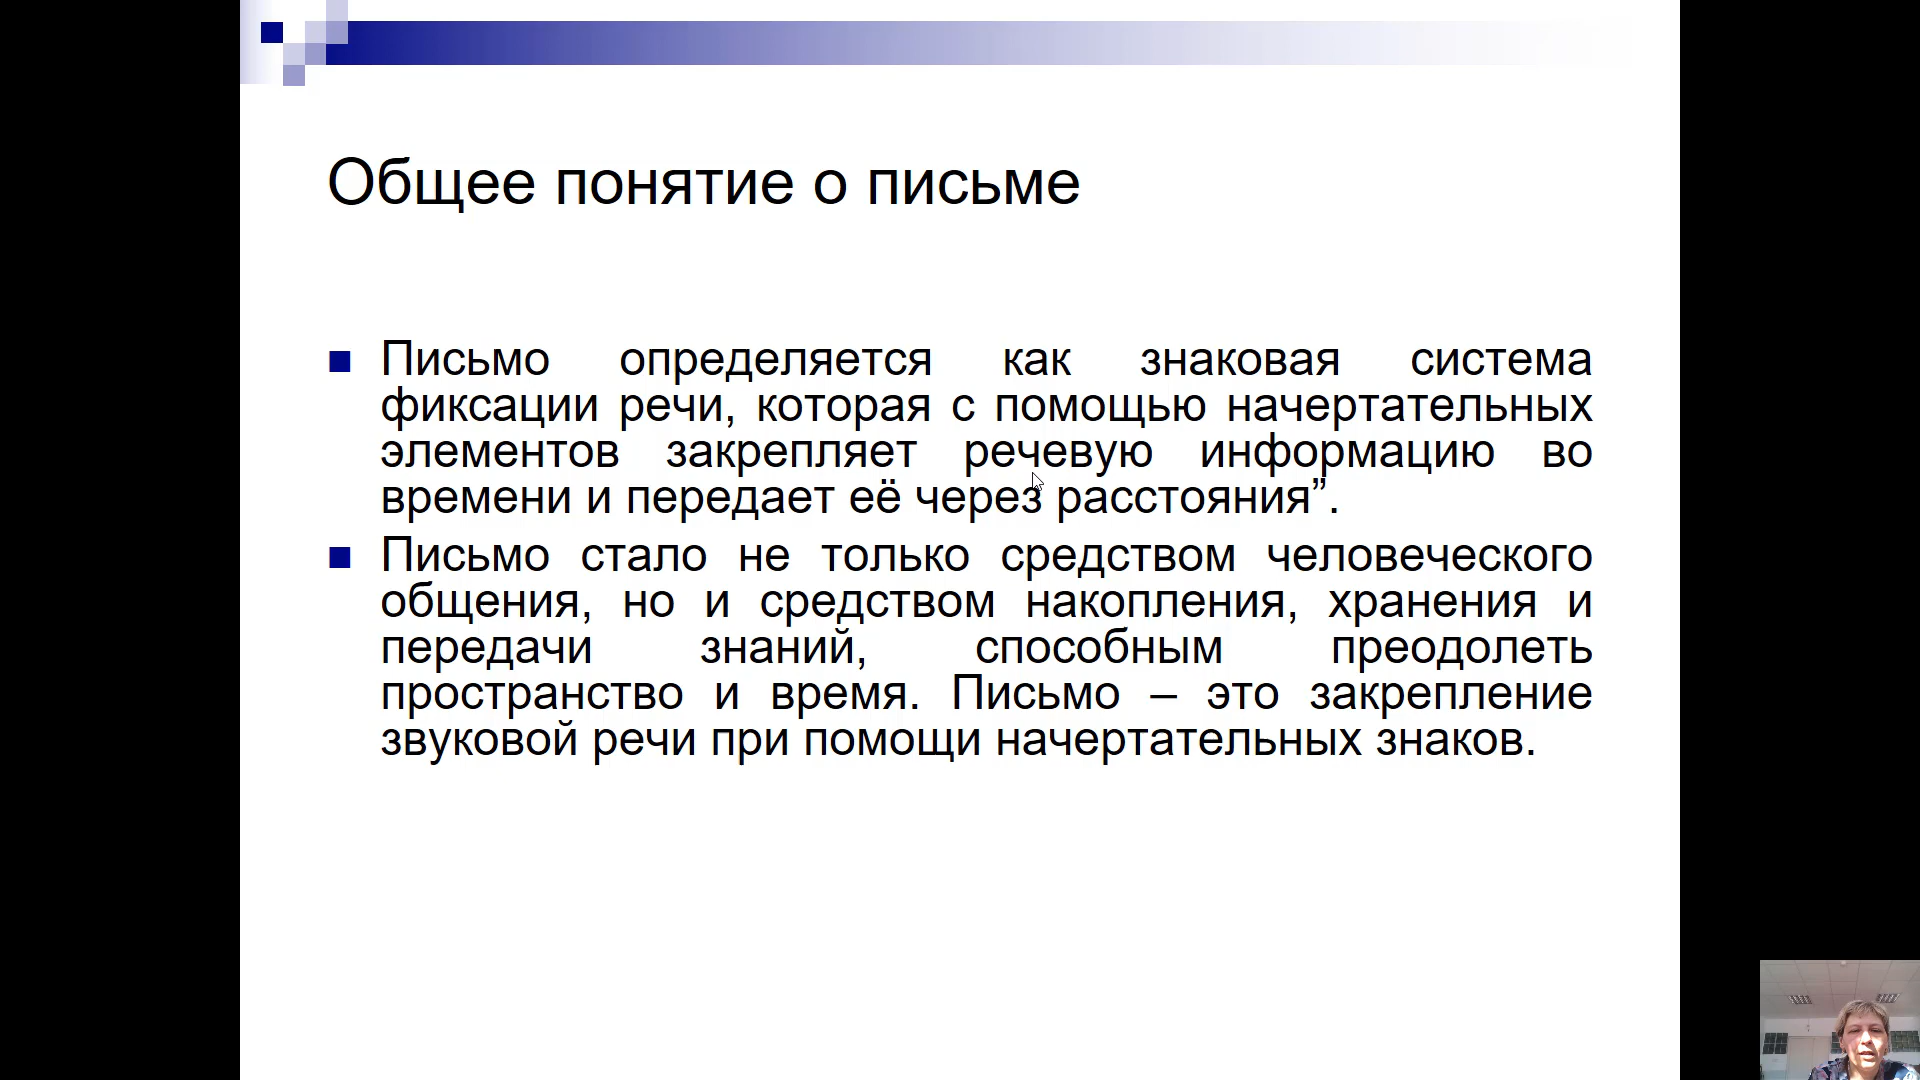 Общее понятие о письме
Письмо определяется как знаковая система
фиксации речи, которая с помощью начертательных
элементов закрепляет речевую информацию во
времени и передает её через расстояния”.
Письмо стало не только средством человеческого
общения, но и средством накопления, хранения и
передачи знаний, способным преодолеть
пространство и время. Письмо – это закрепление
звуковой речи при помощи начертательных знаков.